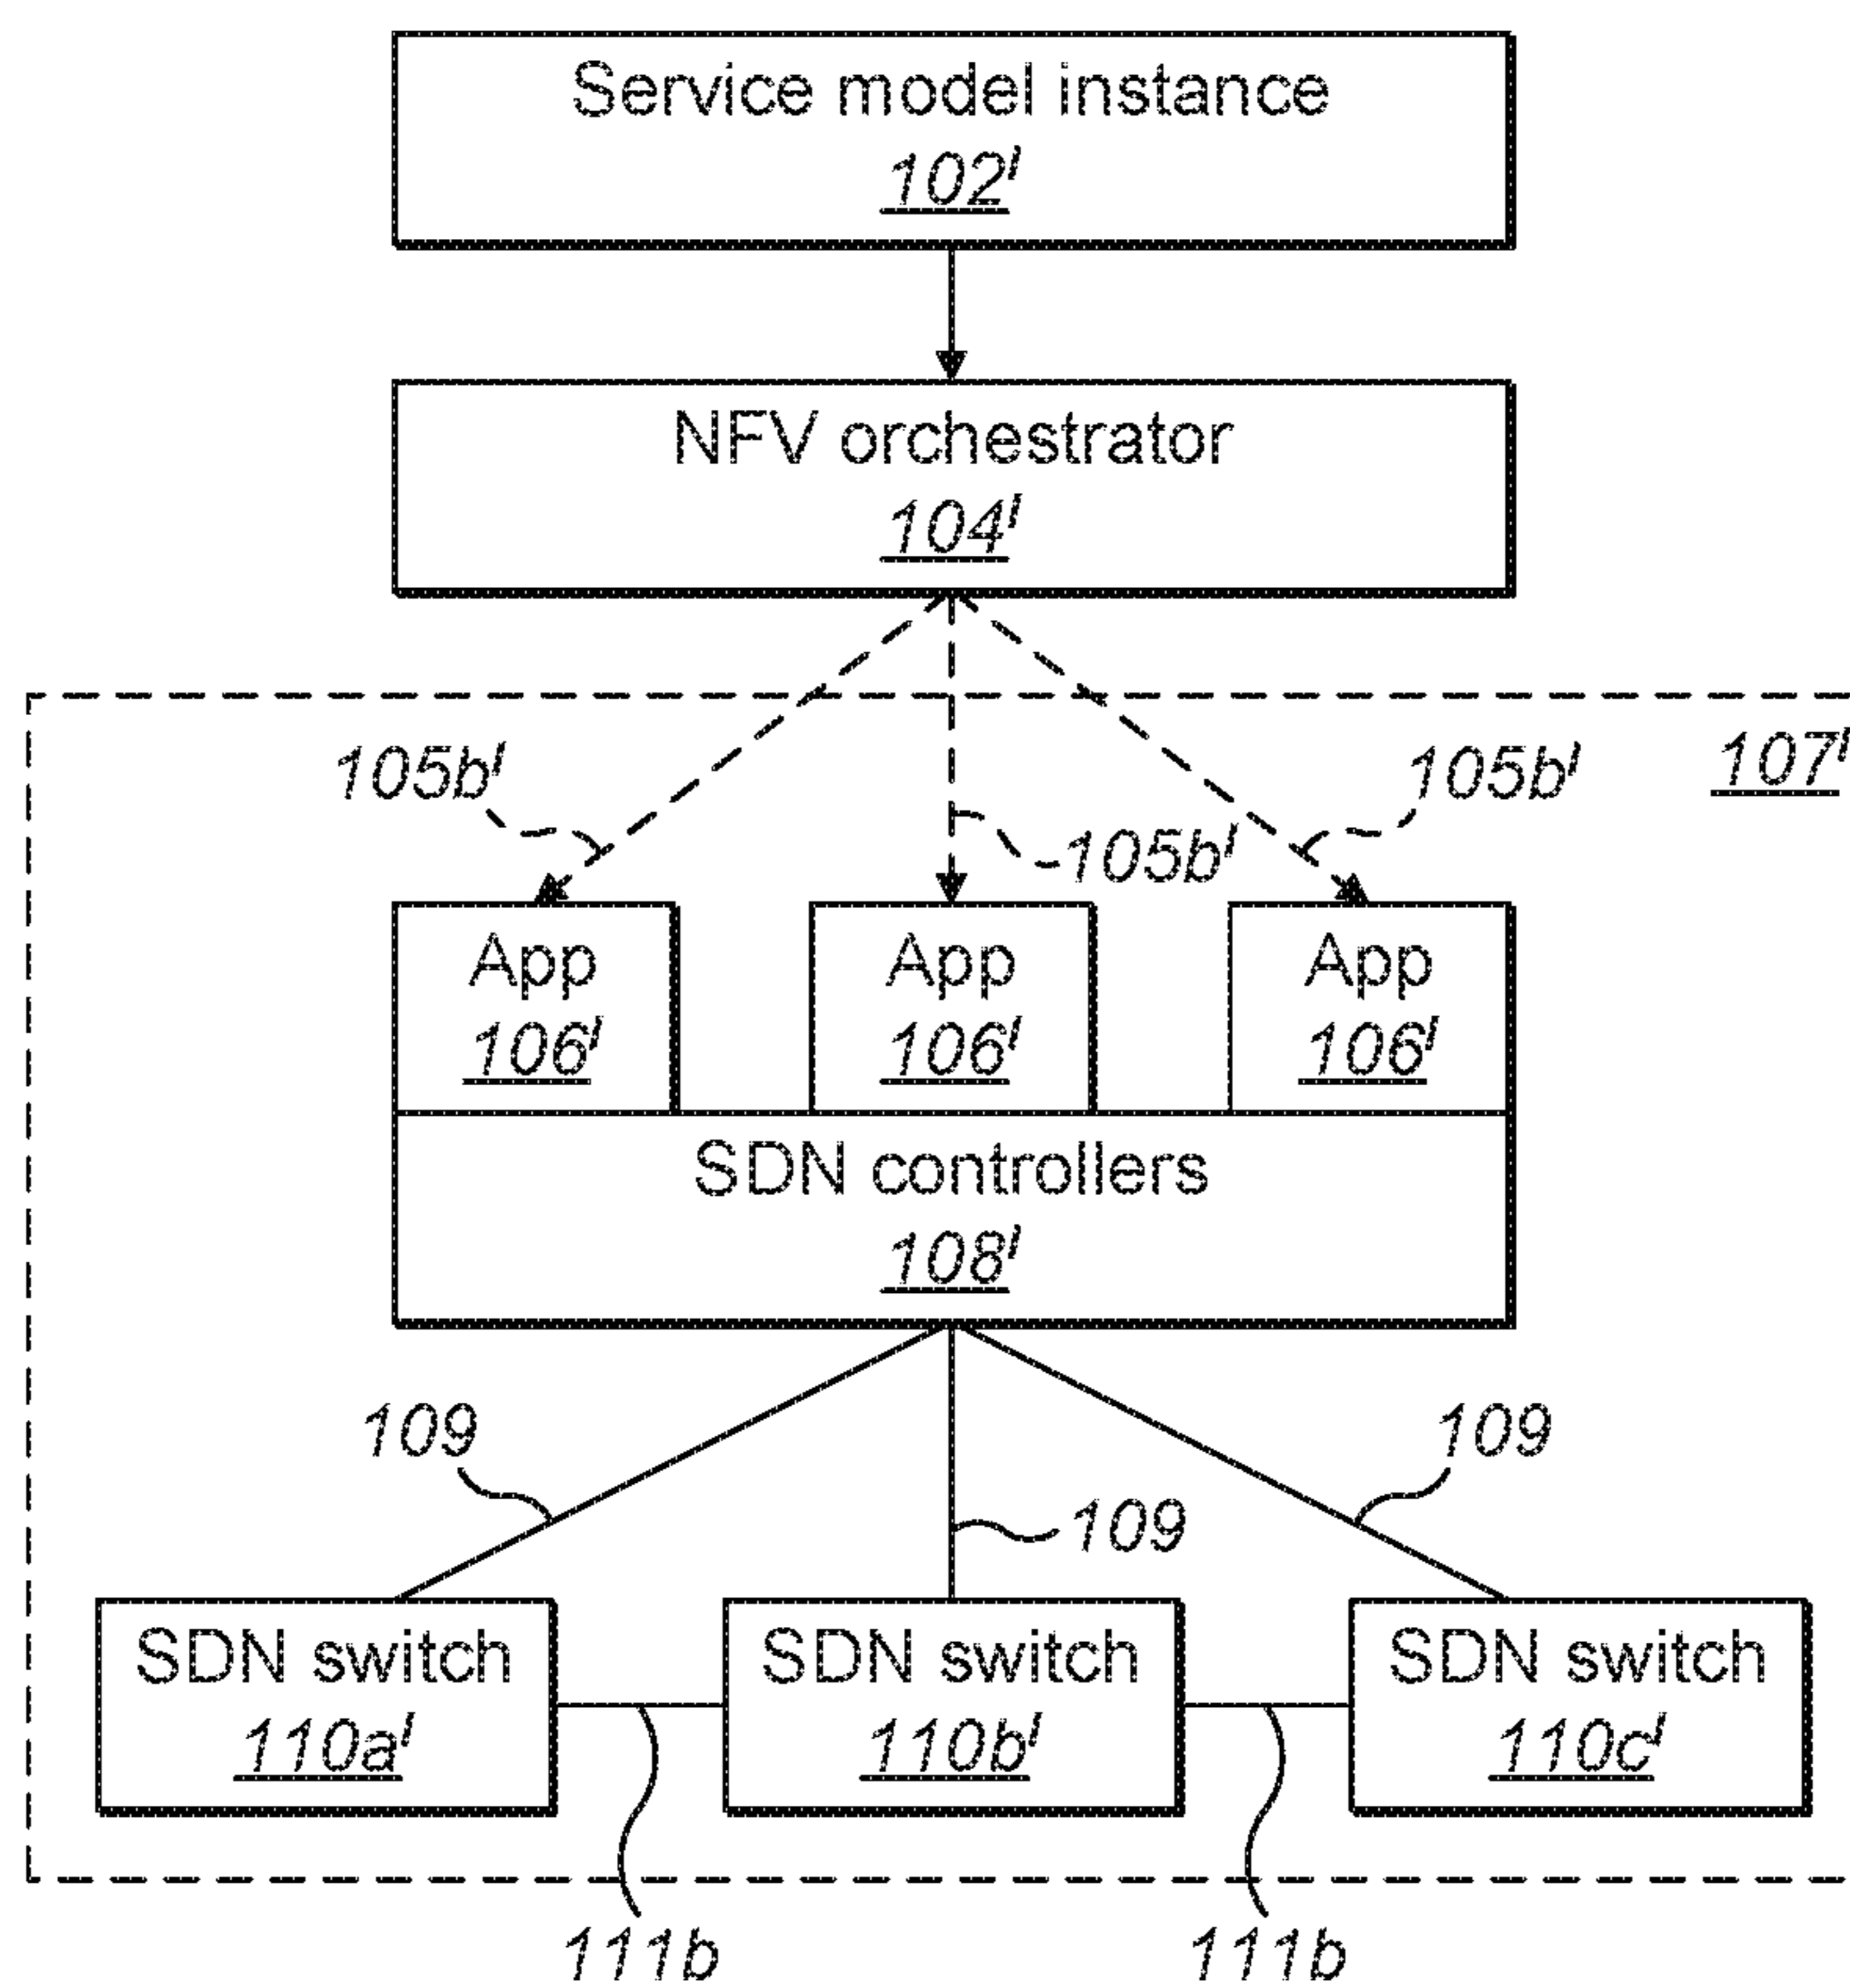 Service model instance
102'
NFV orchestrator
104'
107'
105b'
105b'
105b'
App
106'
App
106'
App
106'
SDN controllers
108'
109
109
109
SDN switch
110a'
SDN switch
110b'
SDN switch
110c'
111b
111b